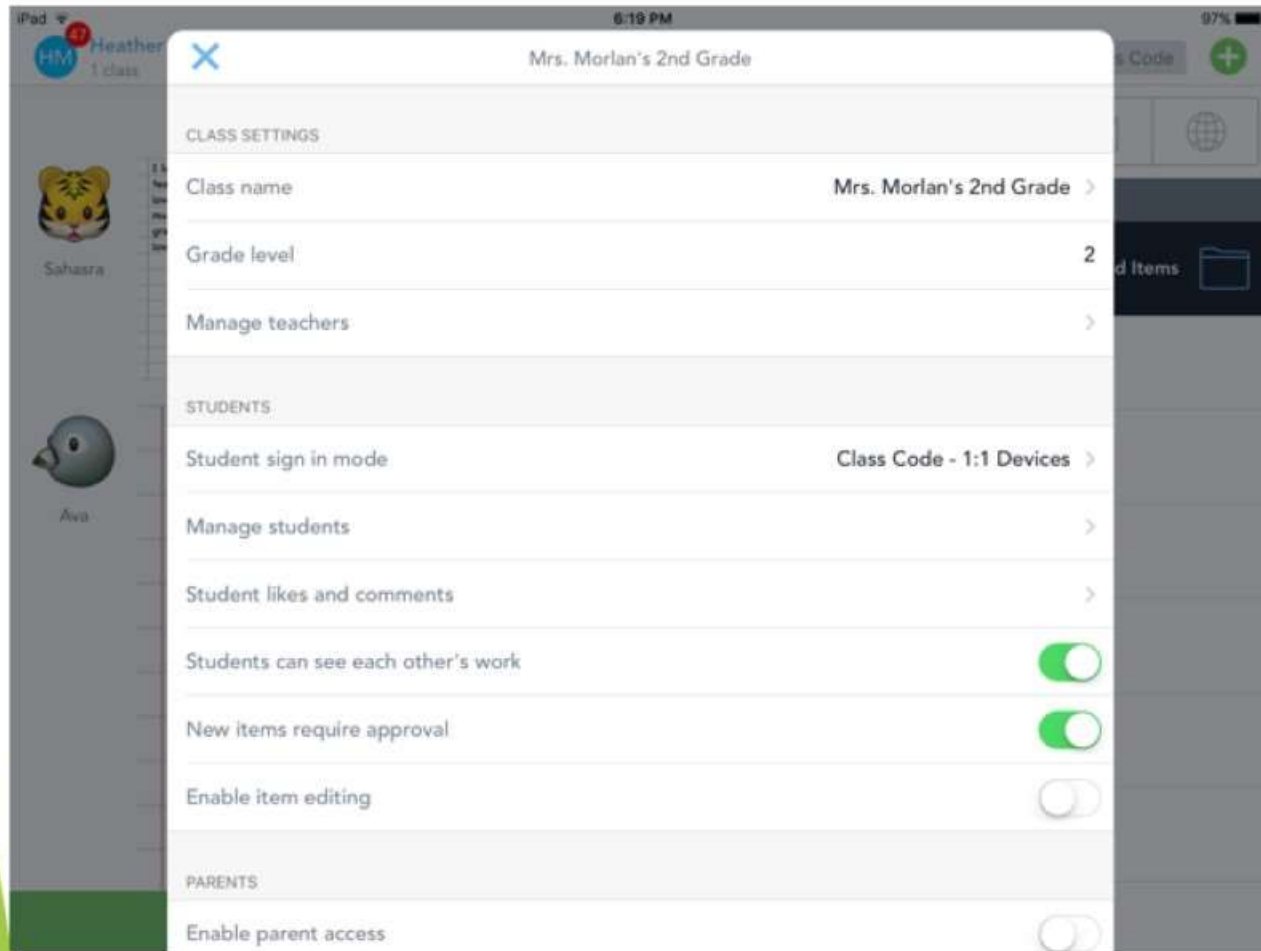 iPad 6:19 PM 97%
47
HM Heather
1 class
s Code
Mrs. Morlan's 2nd Grade
CLASS SETTINGS
Class name Mrs. Morlan's 2nd Grade
Grade level 2
d Items
Manage teachers
Sahasra
STUDENTS
Student sign in mode Class Code - 1:1 Devices
Manage students
Ava
Student likes and comments
Students can see each other's work
New items require approval
Enable item editing
PARENTS
Enable parent access